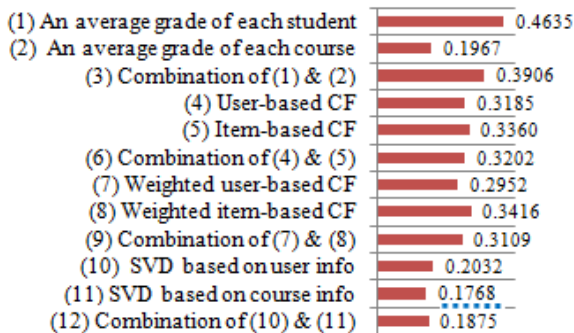 (1) An average grade of each student 0.4635
(2) An average grade of each course 0.1967
(3) Combination of (1) & (2) 0.3906
(4) User-based CF 0.3185
(5) Item-based CF 0.3360
(6) Combination of (4) & (5) 0.3202
(7) Weighted user-based CF 0.2952
(8) Weighted item-based CF 0.3416
(9) Combination of (7) & (8) 0.3109
(10) SVD based on user info 0.2032
(11) SVD based on course info 0.1768
(12) Combination of (10) & (11) 0.1875